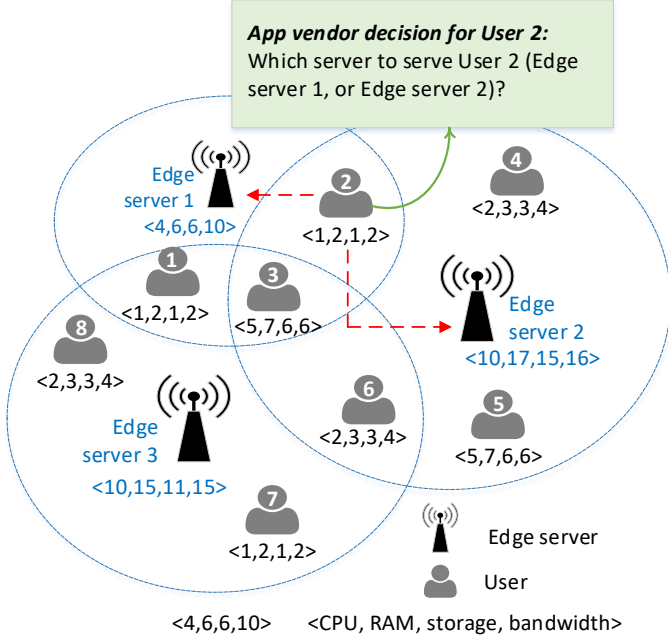 App vendor decision for User 2:
Which server to serve User 2 (Edge
server 1, or Edge server 2)?
Edge
server 1
<4,6,6,10>
2
<1,2,1,2>
4
<2,3,3,4>
1
<1,2,1,2>
3
<5,7,6,6>
Edge
server 2
<10,17,15,16>
8
<2,3,3,4>
6
<2,3,3,4>
5
<5,7,6,6>
Edge
server 3
<10,15,11,15>
7
<1,2,1,2>
Edge server
User
<4,6,6,10> <CPU, RAM, storage, bandwidth>